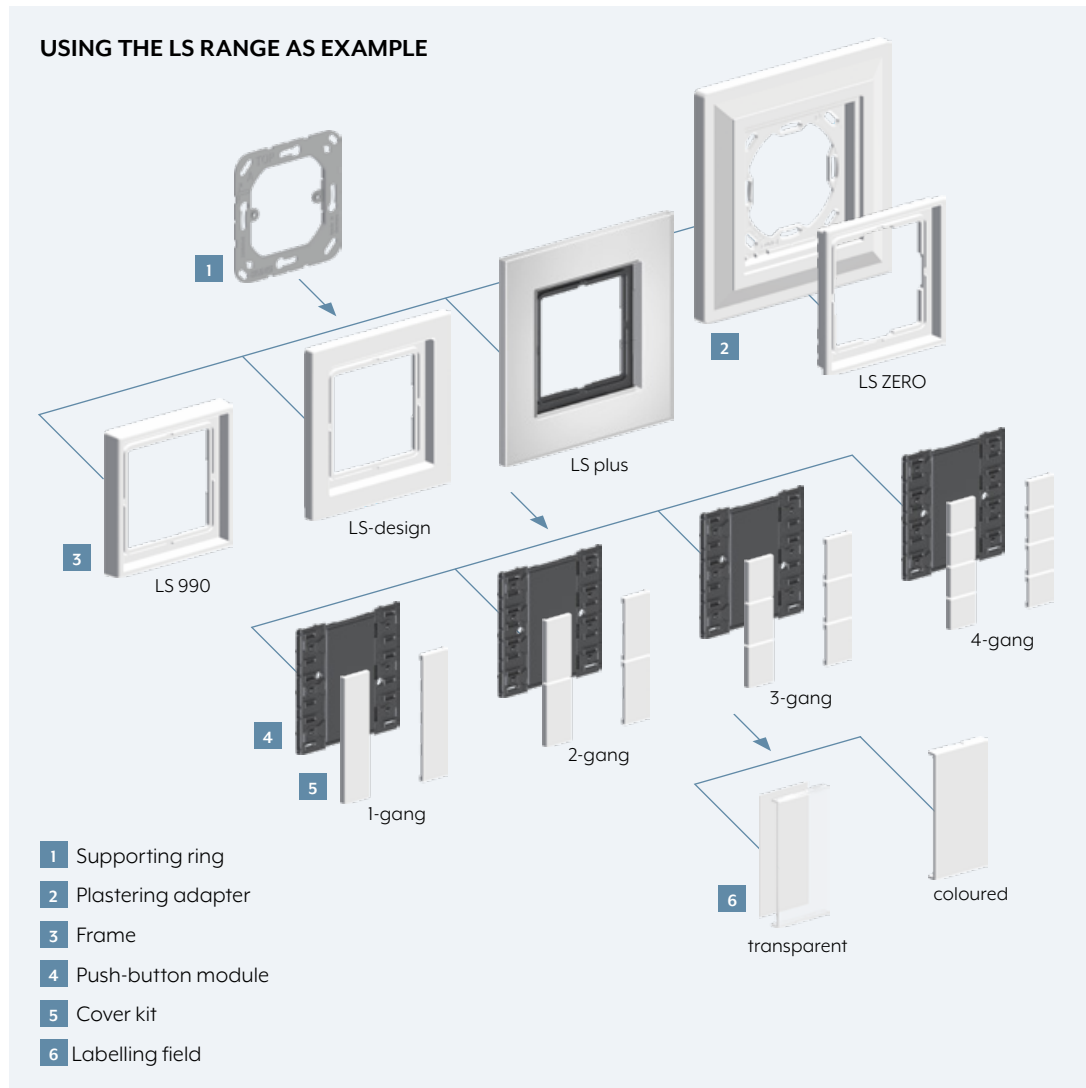 USING THE LS RANGE AS EXAMPLE
1
2
LS ZERO
LS plus
LS-design
3
LS 990
4-gang
3-gang
2-gang
4
5
1-gang
6
coloured
transparent
1 Supporting ring
2 Plastering adapter
3 Frame
4 Push-button module
5 Cover kit
6 Labelling field